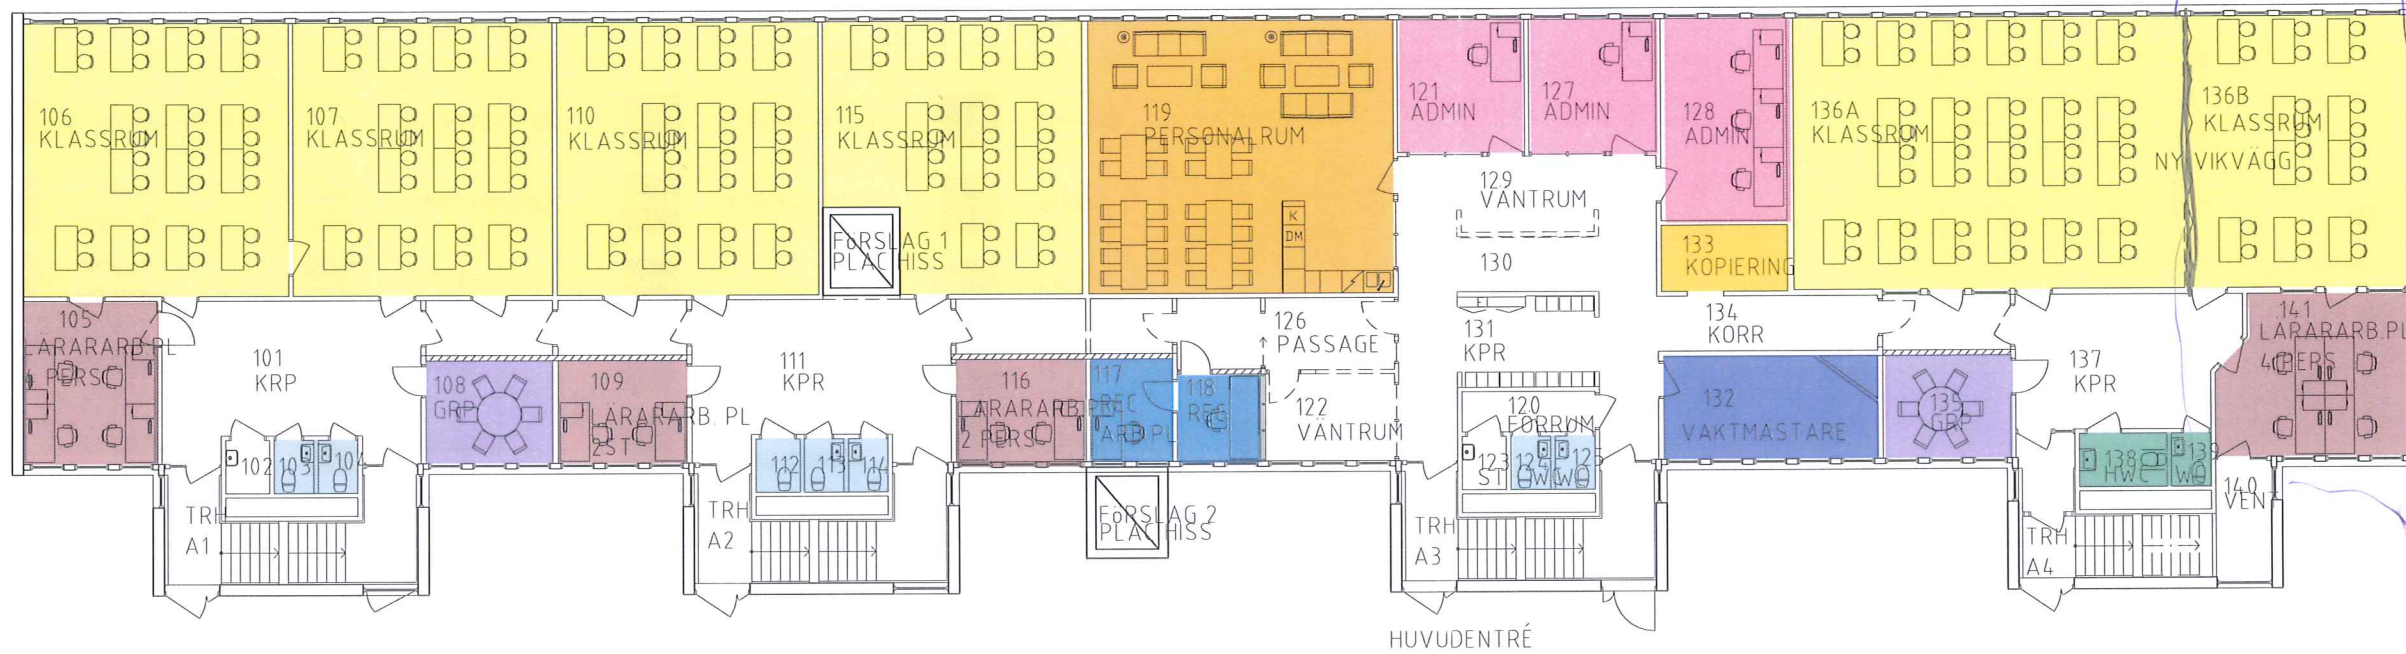 106
KLASSRUM
107
KLASSRUM
110
KLASSRUM
115
KLASSRUM
FÖRSLAG 1
PLAC HISS
119
PERSONALRUM
K
DM
121
ADMIN
127
ADMIN
128
ADMIN
136A
KLASSRUM
136B
KLASSRUM
NY VIKVÄGG
129
VÄNTRUM
130
133
KOPIERING
105
LÄRARARB.PL
4 PERS
101
KRP
108
GRP
109
LÄRARARB. PL
2ST
111
KPR
116
LÄRARARB.PL
2 PERS
117
REC
ARB.PL
118
RES
126
PASSAGE
122
VÄNTRUM
131
KPR
134
KORR
120
FÖRRUM
132
VAKTMÄSTARE
135
GRP
137
KPR
141
LÄRARARB.PL
4 PERS
102
103
104
112
113
114
123
ST
124
W
125
W
138
HWC
139
W
140
VENT
TRH
A1
TRH
A2
FÖRSLAG 2
PLAC HISS
TRH
A3
TRH
A4
HUVUDENTRÉ